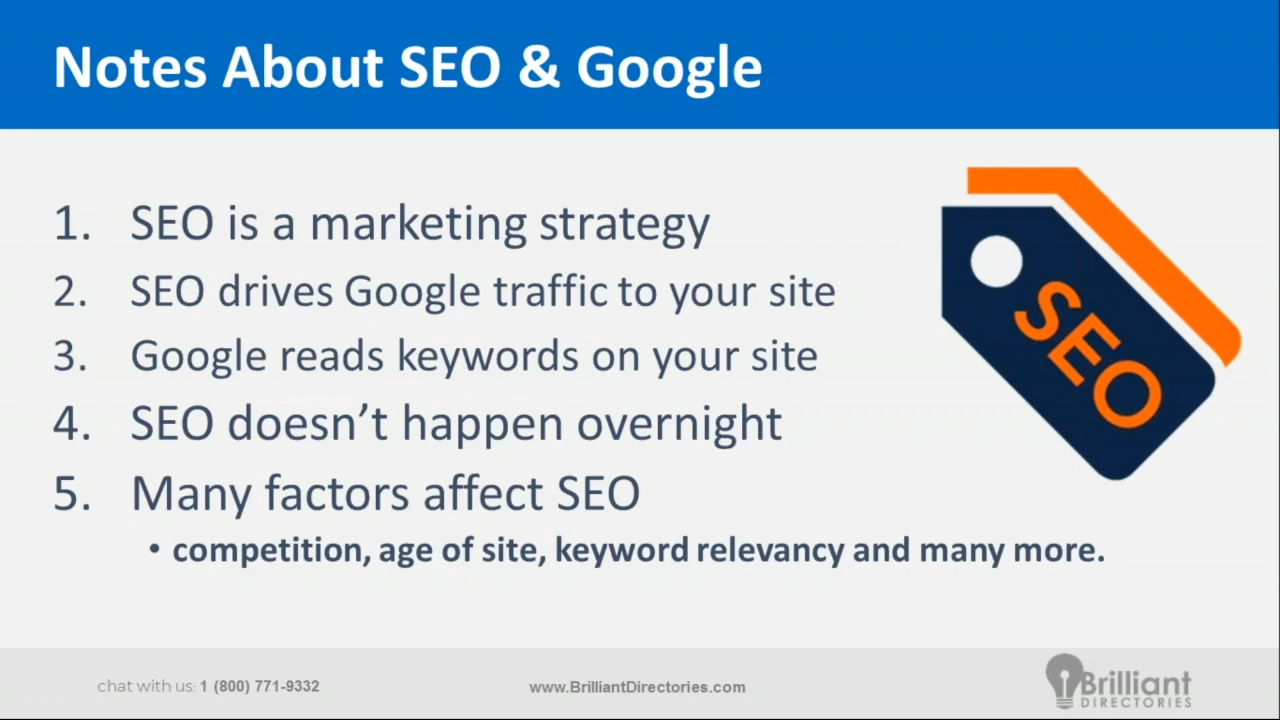 Notes About SEO & Google
1. SEO is a marketing strategy
2. SEO drives Google traffic to your site
3. Google reads keywords on your site
4. SEO doesn’t happen overnight
5. Many factors affect SEO
• competition, age of site, keyword relevancy and many more.
SEO
chat with us: 1 (800) 771-9332
www.BrilliantDirectories.com
Brilliant
DIRECTORIES